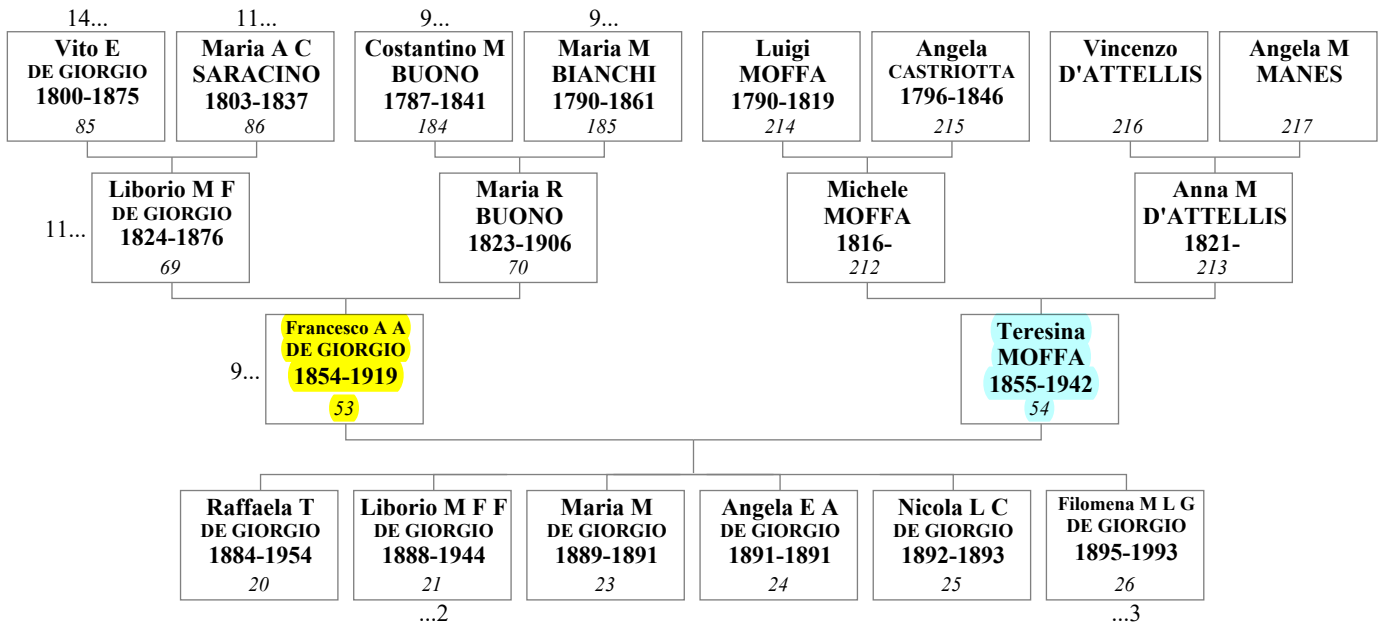 14...
11...
9...
9...
Vito E
DE GIORGIO
1800-1875
85
Maria A C
SARACINO
1803-1837
86
Costantino M
BUONO
1787-1841
184
Maria M
BIANCHI
1790-1861
185
Luigi
MOFFA
1790-1819
214
Angela
CASTRIOTTA
1796-1846
215
Vincenzo
D'ATTELLIS
216
Angela M
MANES
217
11...
Liborio M F
DE GIORGIO
1824-1876
69
Maria R
BUONO
1823-1906
70
Michele
MOFFA
1816-
212
Anna M
D'ATTELLIS
1821-
213
9...
Francesco A A
DE GIORGIO
1854-1919
53
Teresina
MOFFA
1855-1942
54
Raffaela T
DE GIORGIO
1884-1954
20
Liborio M F F
DE GIORGIO
1888-1944
21
Maria M
DE GIORGIO
1889-1891
23
Angela E A
DE GIORGIO
1891-1891
24
Nicola L C
DE GIORGIO
1892-1893
25
Filomena M L G
DE GIORGIO
1895-1993
26
...2
...3